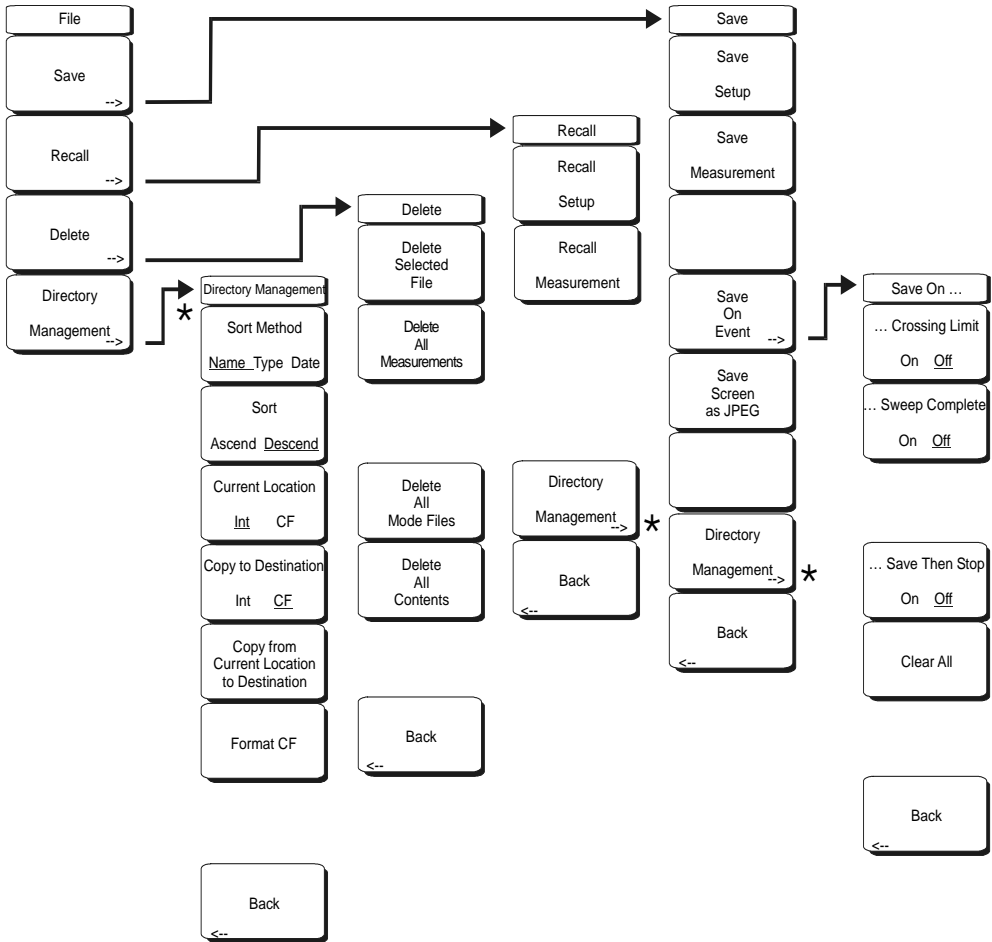 File
Save
-->
Recall
-->
Delete
-->
Directory
Management
-->
*
Directory Management
Sort Method
Name Type Date
Sort
Ascend Descend
Current Location
Int CF
Copy to Destination
Int CF
Copy from
Current Location
to Destination
Format CF
Back
<--
Delete
Delete
Selected
File
Delete
All
Measurements
Delete
All
Mode Files
Delete
All
Contents
Back
<--
Recall
Recall
Setup
Recall
Measurement
Directory
Management
-->
*
Back
<--
Save
Save
Setup
Save
Measurement
Save
On
Event
-->
Save
Screen
as JPEG
Directory
Management
-->
*
Back
<--
Save On ...
... Crossing Limit
On Off
... Sweep Complete
On Off
... Save Then Stop
On Off
Clear All
Back
<--